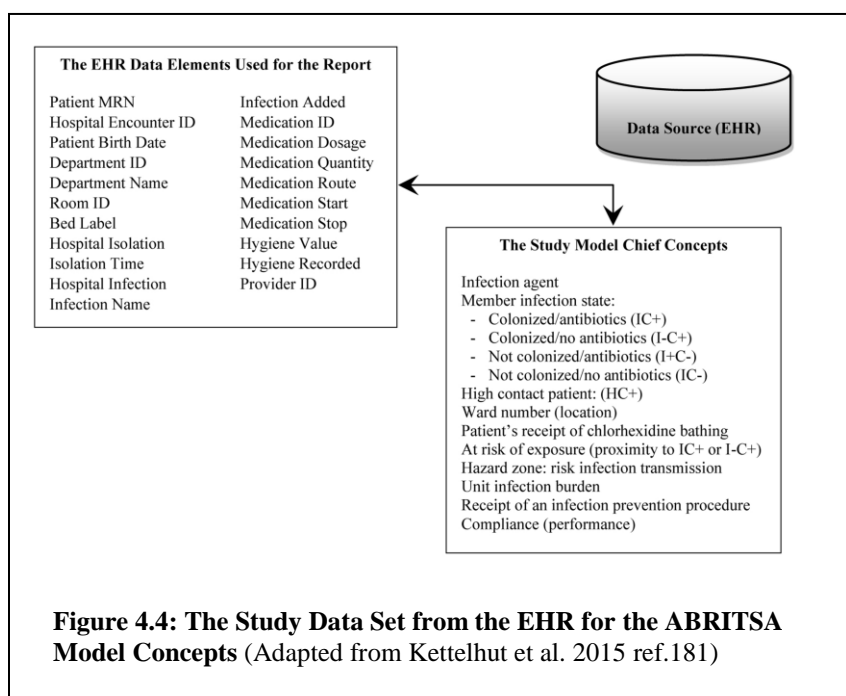 The EHR Data Elements Used for the Report
Patient MRN
Hospital Encounter ID
Patient Birth Date
Department ID
Department Name
Room ID
Bed Label
Hospital Isolation
Isolation Time
Hospital Infection
Infection Name
Infection Added
Medication ID
Medication Dosage
Medication Quantity
Medication Route
Medication Start
Medication Stop
Hygiene Value
Hygiene Recorded
Provider ID
Data Source (EHR)
The Study Model Chief Concepts
Infection agent
Member infection state:
- Colonized/antibiotics (IC+)
- Colonized/no antibiotics (I-C+)
- Not colonized/antibiotics (I+C-)
- Not colonized/no antibiotics (IC-)
High contact patient: (HC+)
Ward number (location)
Patient's receipt of chlorhexidine bathing
At risk of exposure (proximity to IC+ or I-C+)
Hazard zone: risk infection transmission
Unit infection burden
Receipt of an infection prevention procedure
Compliance (performance)
Figure 4.4: The Study Data Set from the EHR for the ABRITSA
Model Concepts (Adapted from Kettelhut et al. 2015 ref.181)